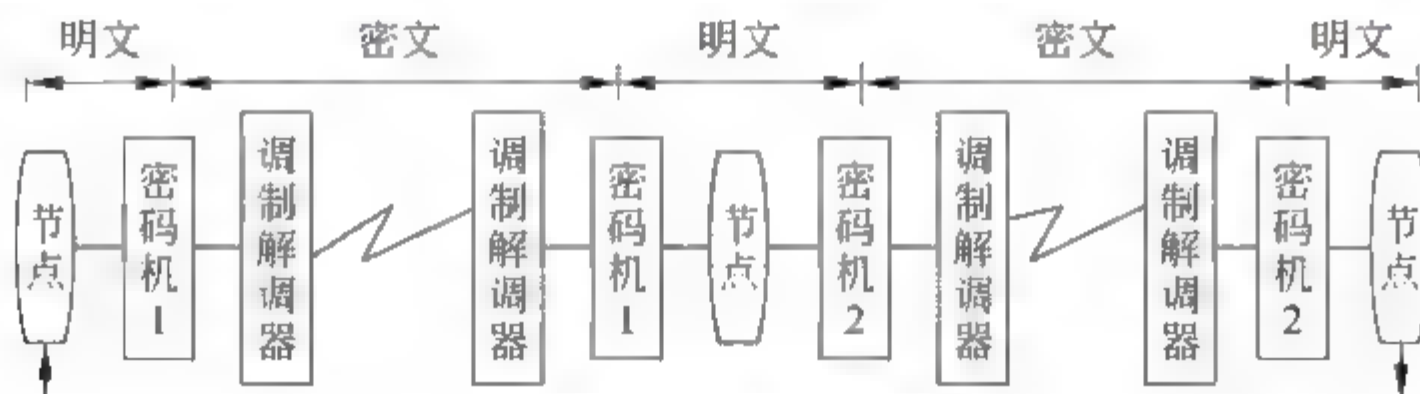 明文
密文
明文
密文
明文
节点
密码机1
调制解调器
调制解调器
密码机1
节点
密码机2
调制解调器
调制解调器
密码机2
节点